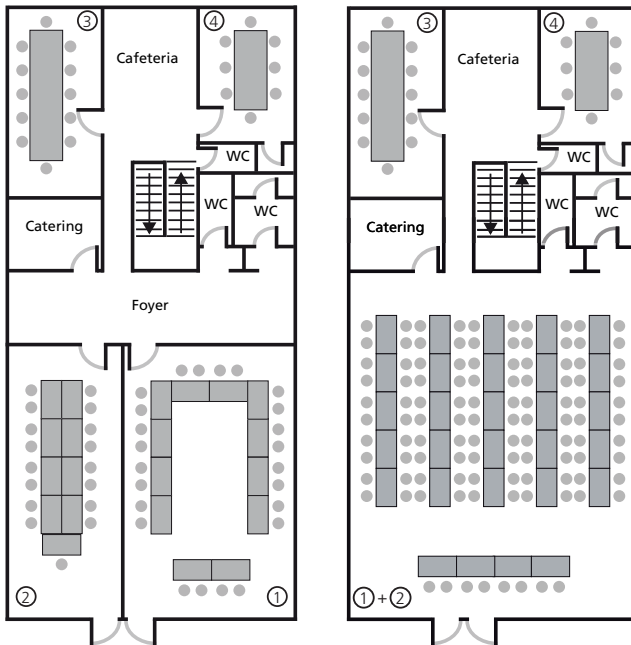 ③
④
Cafeteria
WC
WC
WC
Catering
Foyer
②
①
③
④
Cafeteria
WC
WC
WC
Catering
① + ②